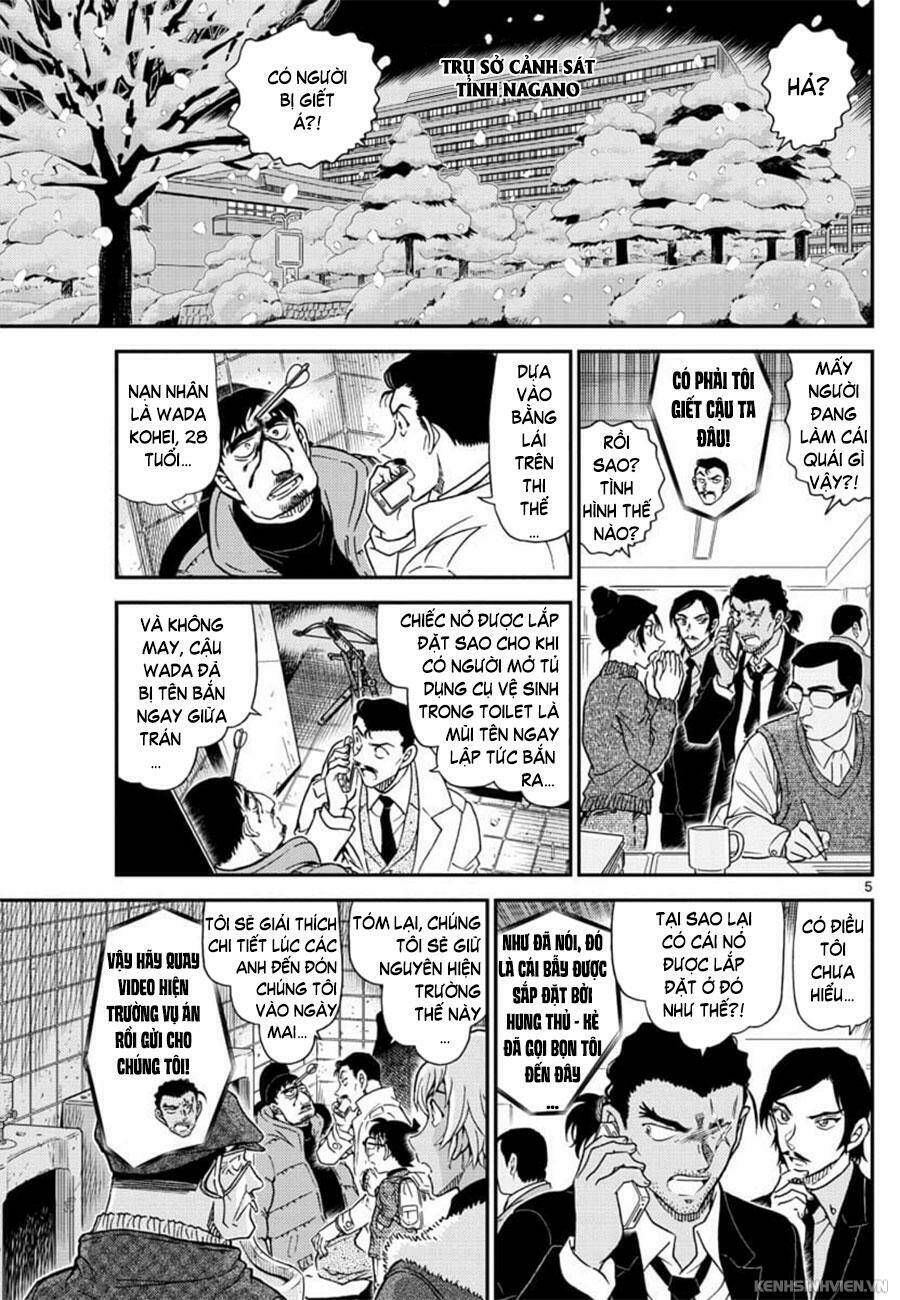 HẢ?
TRỤ SỞ CẢNH SÁT
TỈNH NAGANO
CÓ NGƯỜI
BỊ GIẾT
Á?!
MẤY
NGƯỜI
ĐANG
LÀM CÁI
QUÁI GÌ
VẬY?!
CÓ PHẢI TÔI
GIẾT CẬU TA
ĐÂU!
RỒI
SAO?
TÌNH
HÌNH THẾ
NÀO?
DỰA
VÀO
BẰNG
LÁI
TRÊN
THI
THỂ
...
NẠN NHÂN
LÀ WADA
KOHEI, 28
TUỔI...
CHIẾC NỎ ĐƯỢC LẮP
ĐẶT SAO CHO KHI
CÓ NGƯỜI MỞ TỦ
DỤNG CỤ VỆ SINH
TRONG TOILET LÀ
MŨI TÊN NGAY
LẬP TỨC BẮN
RA...
VÀ KHÔNG
MAY, CẬU
WADA ĐÃ
BỊ TÊN BẮN
NGAY GIỮA
TRÁN
...
5
CÓ ĐIỀU
TÔI
CHƯA
HIỂU...
TẠI SAO LẠI
CÓ CÁI NỎ
ĐƯỢC LẮP
ĐẶT Ở ĐÓ
NHƯ THẾ?!
NHƯ ĐÃ NÓI, ĐÓ
LÀ CÁI BẪY ĐƯỢC
SẮP ĐẶT BỞI
HUNG THỦ - KẺ
ĐÃ GỌI BỌN TÔI
ĐẾN ĐÂY
...
TÓM LẠI, CHÚNG
TÔI SẼ GIỮ
NGUYÊN HIỆN
TRƯỜNG
THẾ NÀY
...
TÔI SẼ GIẢI THÍCH
CHI TIẾT LÚC CÁC
ANH ĐẾN ĐÓN
CHÚNG TÔI
VÀO NGÀY
MAI...
VẬY HÃY QUAY
VIDEO HIỆN
TRƯỜNG VỤ ÁN
RỒI GỬI CHO
CHÚNG TÔI!
KENHSINHVIEN.VN